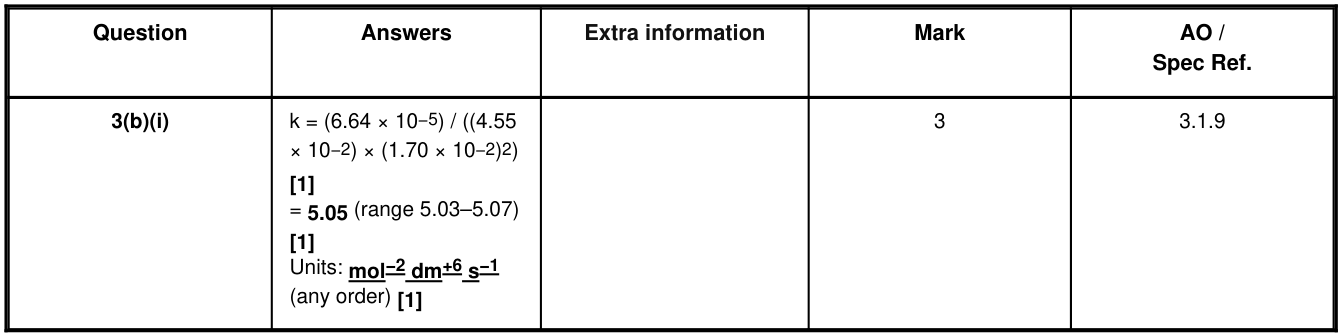 Question Answers Extra information Mark AO /
Spec Ref.
3(b)(i) k = (6.64 × 10−5) / ((4.55 3 3.1.9
× 10−2) × (1.70 × 10−2)2)
[1]
= 5.05 (range 5.03–5.07)
[1]
Units: mol−2 dm+6 s−1
(any order) [1]